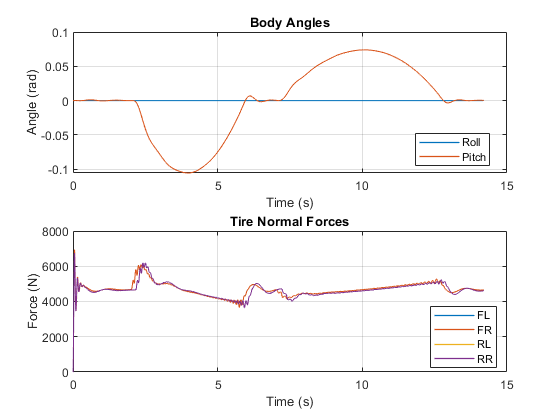 Body Angles
0.1
0.05
0
-0.05
-0.1
Angle (rad)
0
5
10
15
Time (s)
Roll
Pitch
Tire Normal Forces
8000
6000
4000
2000
0
Force (N)
0
5
10
15
Time (s)
FL
FR
RL
RR